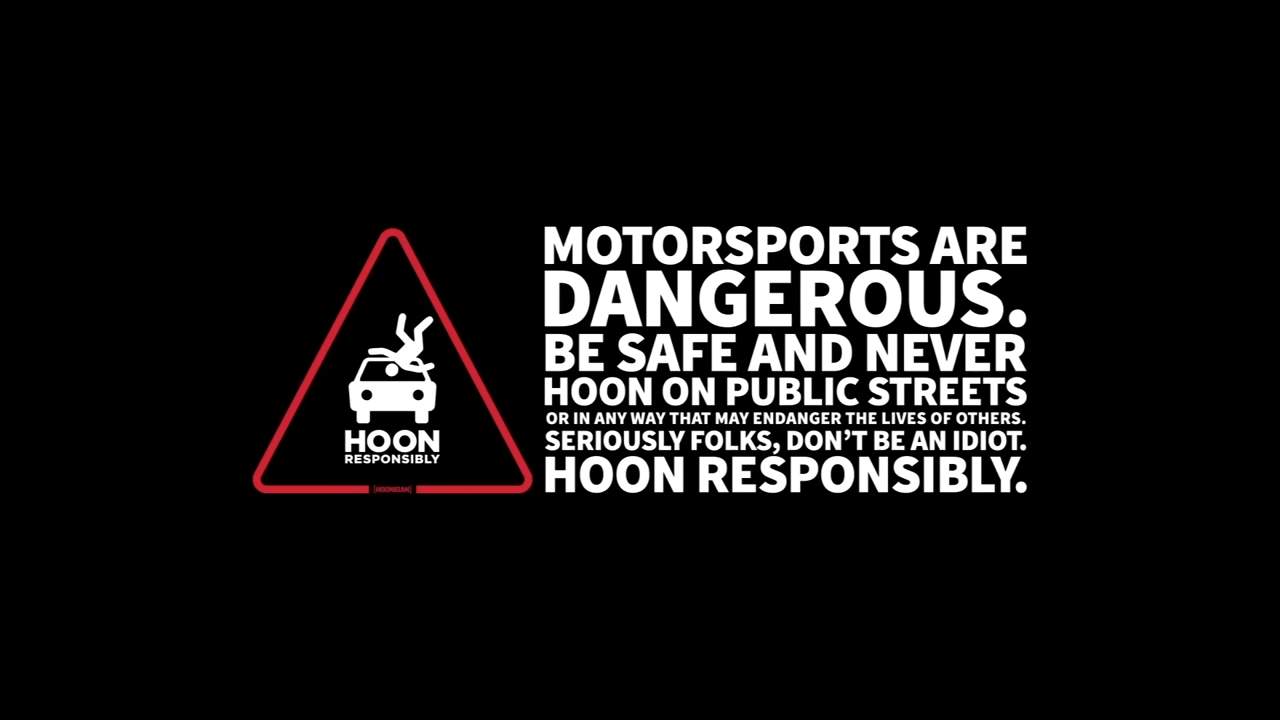 MOTORSPORTS ARE
DANGEROUS.
BE SAFE AND NEVER
HOON ON PUBLIC STREETS
OR IN ANY WAY THAT MAY ENDANGER THE LIVES OF OTHERS.
SERIOUSLY FOLKS, DON'T BE AN IDIOT.
HOON RESPONSIBLY.
HOON
RESPONSIBLY
[HOONIGAN]